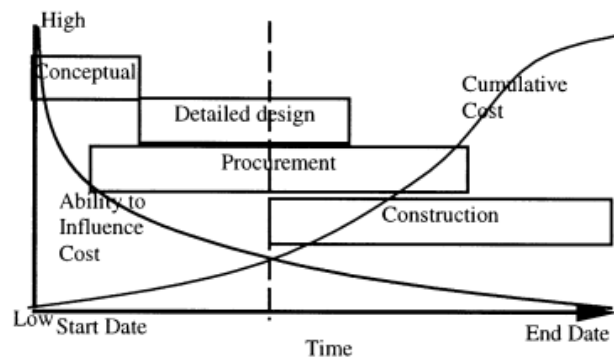 High
Conceptual
Cumulative
Cost
Detailed design
Procurement
Ability to
Influence
Cost
Construction
Low
Start Date
End Date
Time